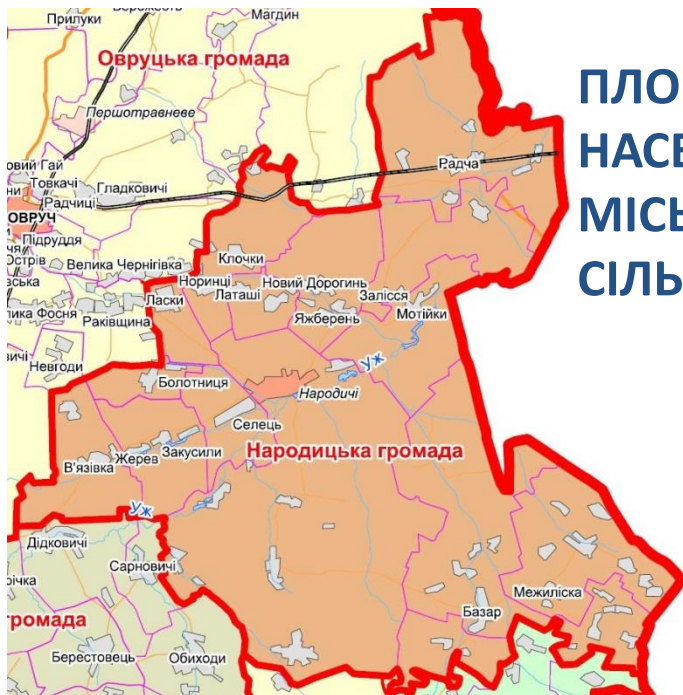 Прилуки
Магдин
Овруцька громада
Першотравневе
ПЛО
НАСЕ
МІСЬ
СІЛЬ
овий Гай
Товкачі
Гладковичі
Радчиці
ОВРУЧ
Підруддя
Острів
Велика Чернігівка
Радча
Клочки
Норинці
Новий Дорогинь
Ласки
Латаші
Залісся
Раківщина
Яжберень
Мотійки
Невгоди
Болотниця
Уж
Народичі
Селець
Народицька громада
Закусили
Жерев
В'язівка
Уж
Дідковичі
Сарновичі
Межиліска
Базар
громада
Берестовець
Обиходи